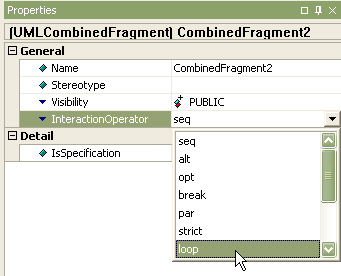 Properties
(UMLCombinedFragment) CombinedFragment2
General
Name CombinedFragment2
Stereotype
Visibility PUBLIC
InteractionOperator seq
Detail
IsSpecification
seq
alt
opt
break
par
strict
loop